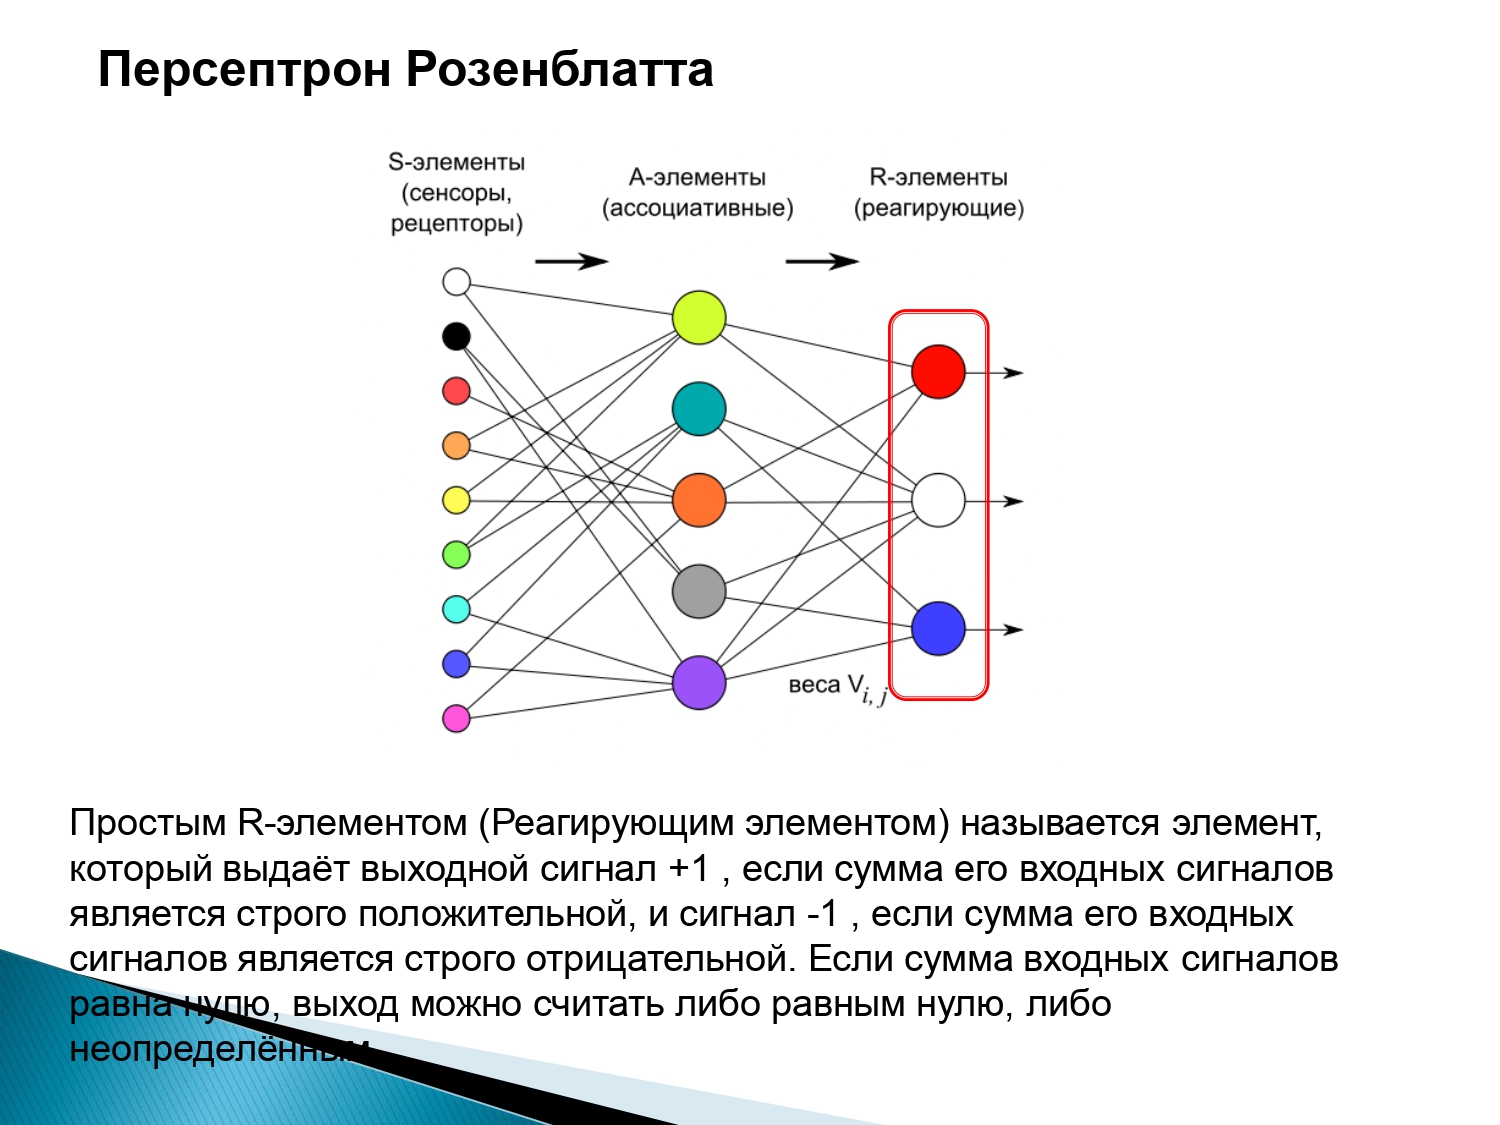 Персептрон Розенблатта
S-элементы
(сенсоры,
рецепторы)
А-элементы
(ассоциативные)
R-элементы
(реагирующие)
веса V i, j
Простым R-элементом (Реагирующим элементом) называется элемент,
который выдаёт выходной сигнал +1 , если сумма его входных сигналов
является строго положительной, и сигнал -1 , если сумма его входных
сигналов является строго отрицательной. Если сумма входных сигналов
равна нулю, выход можно считать либо равным нулю, либо
неопределённым